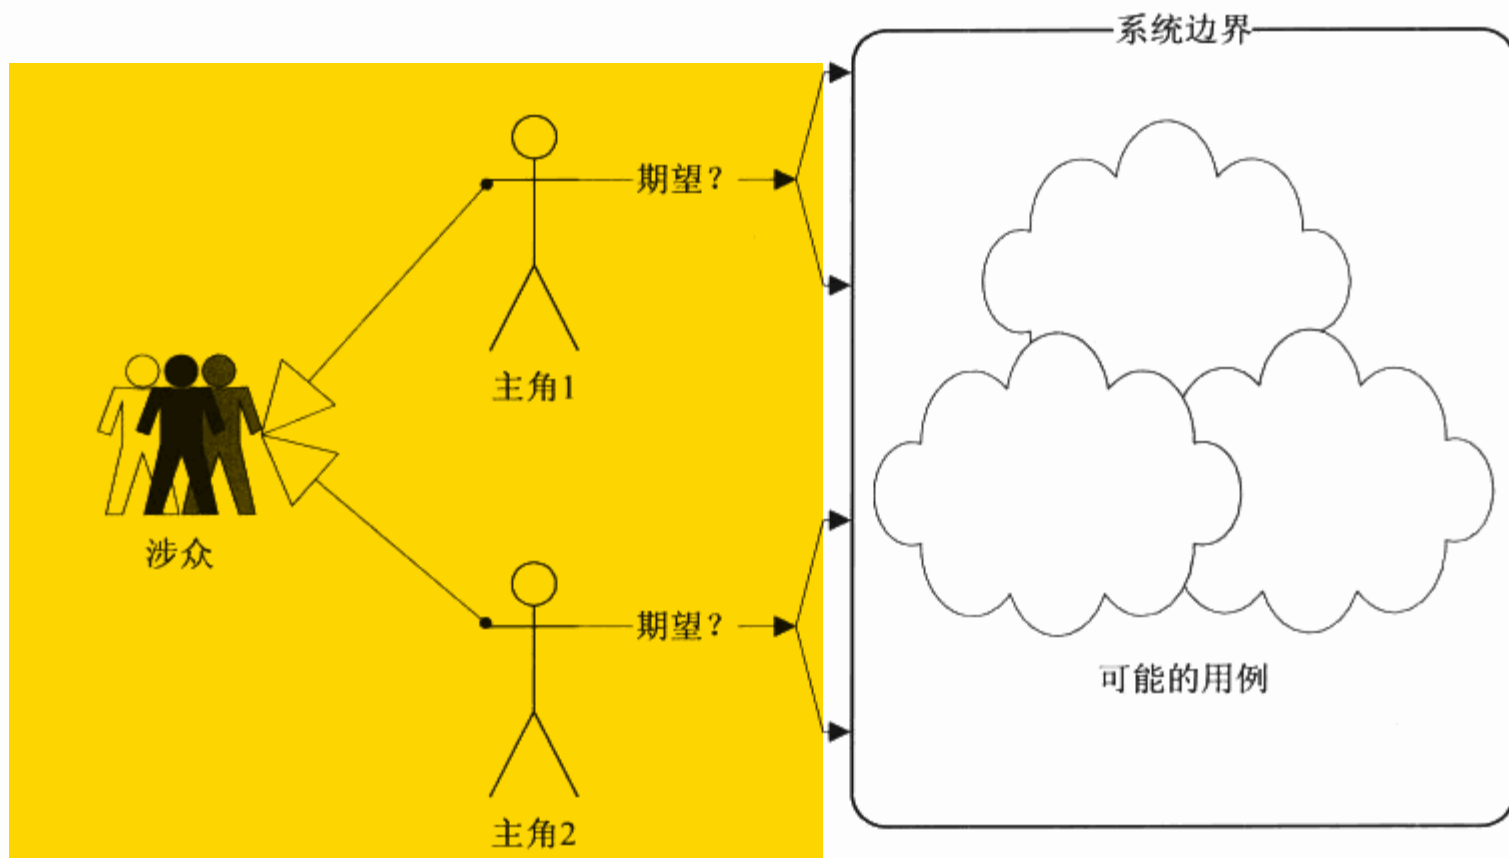 系统边界
期望？
主角1
涉众
期望？
可能的用例
主角2